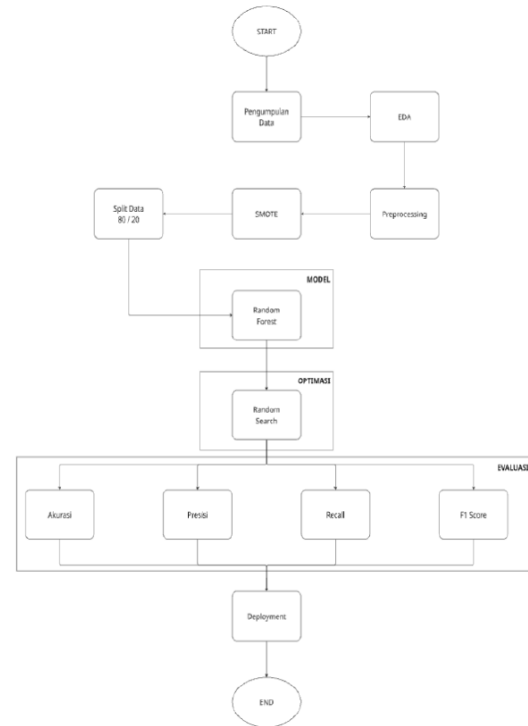 START
Pengumpulan
Data
EDA
Split Data
80 / 20
SMOTE
Preprocessing
MODEL
Random
Forest
OPTIMASI
Random
Search
EVALUASI
Akurasi
Presisi
Recall
F1 Score
Deployment
END